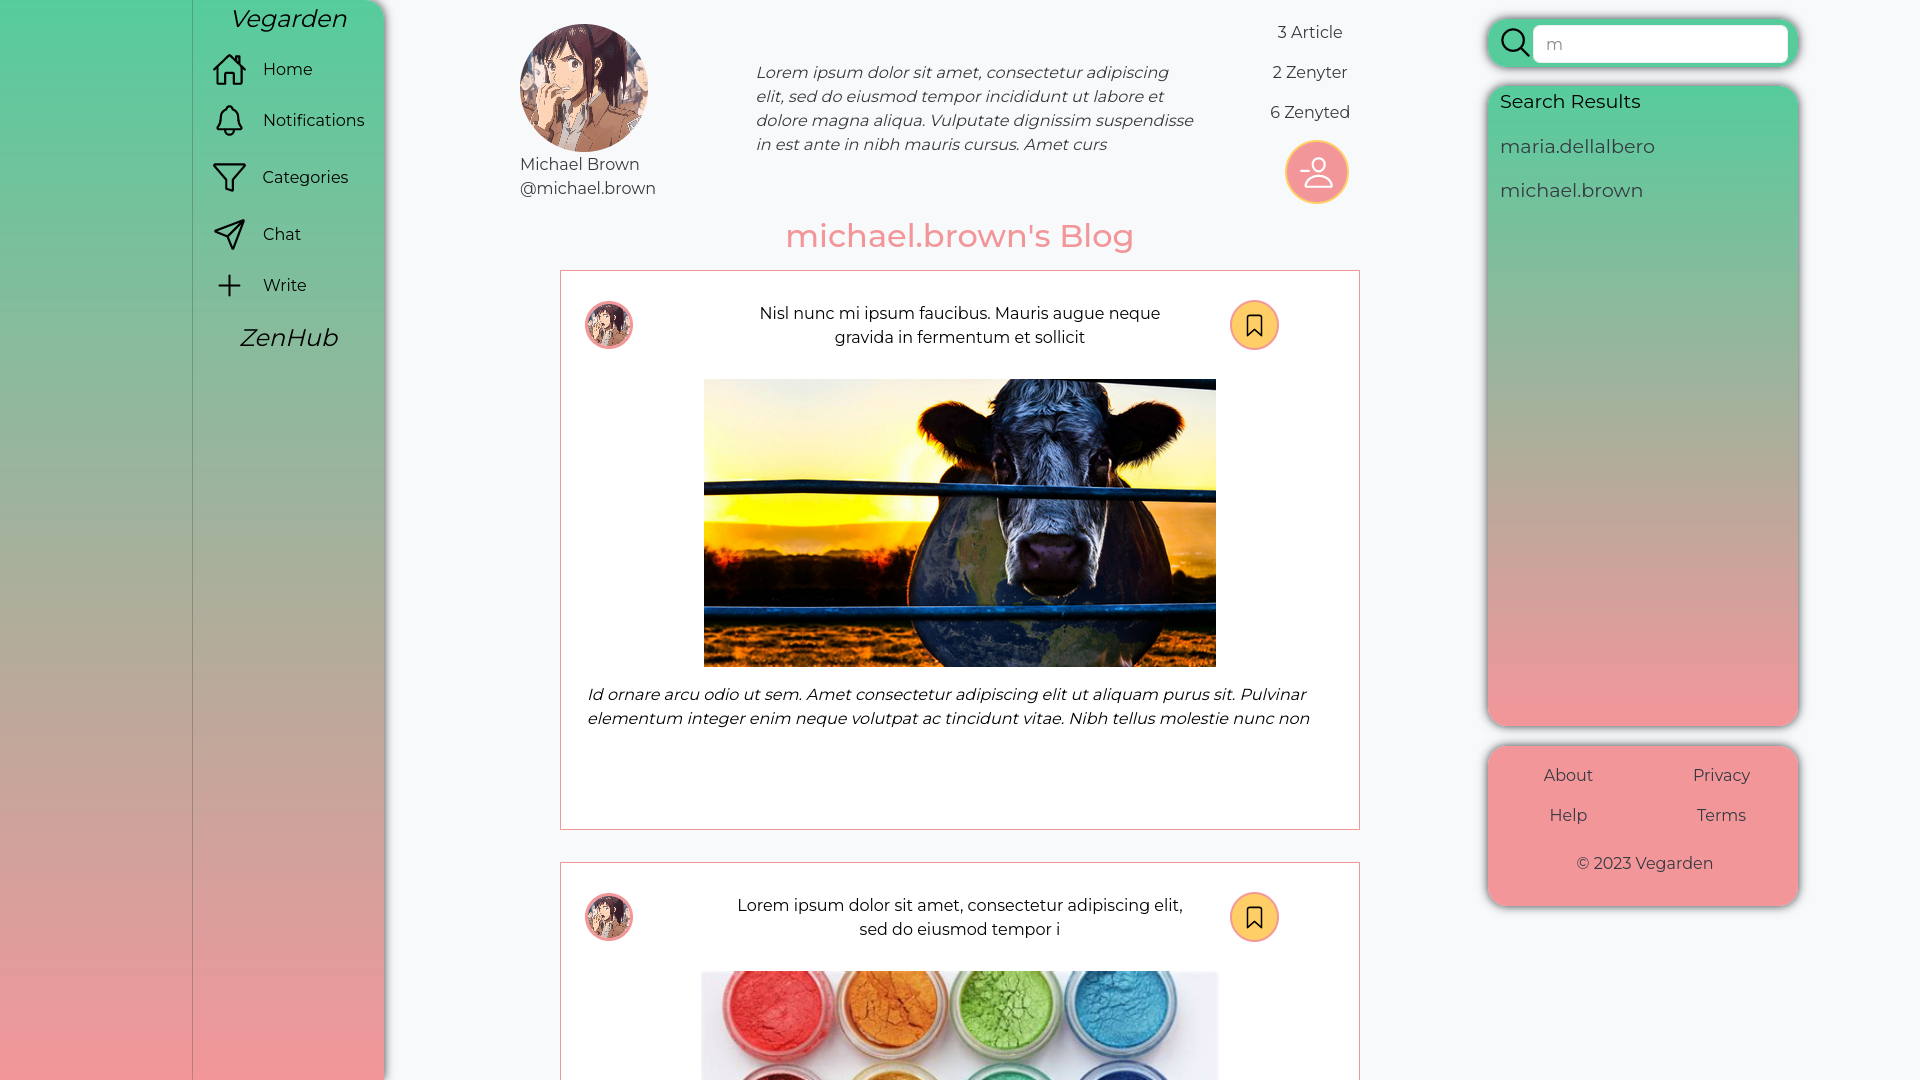 Vegarden
Home
Notifications
Categories
Chat
Write
ZenHub
Michael Brown
@michael.brown
Lorem ipsum dolor sit amet, consectetur adipiscing
elit, sed do eiusmod tempor incididunt ut labore et
dolore magna aliqua. Vulputate dignissim suspendisse
in est ante in nibh mauris cursus. Amet curs
3 Article
2 Zenyter
6 Zenyted
michael.brown's Blog
Nisl nunc mi ipsum faucibus. Mauris augue neque
gravida in fermentum et sollicit
Id ornare arcu odio ut sem. Amet consectetur adipiscing elit ut aliquam purus sit. Pulvinar
elementum integer enim neque volutpat ac tincidunt vitae. Nibh tellus molestie nunc non
Lorem ipsum dolor sit amet, consectetur adipiscing elit,
sed do eiusmod tempor i
m
Search Results
maria.dellalbero
michael.brown
About
Privacy
Help
Terms
© 2023 Vegarden